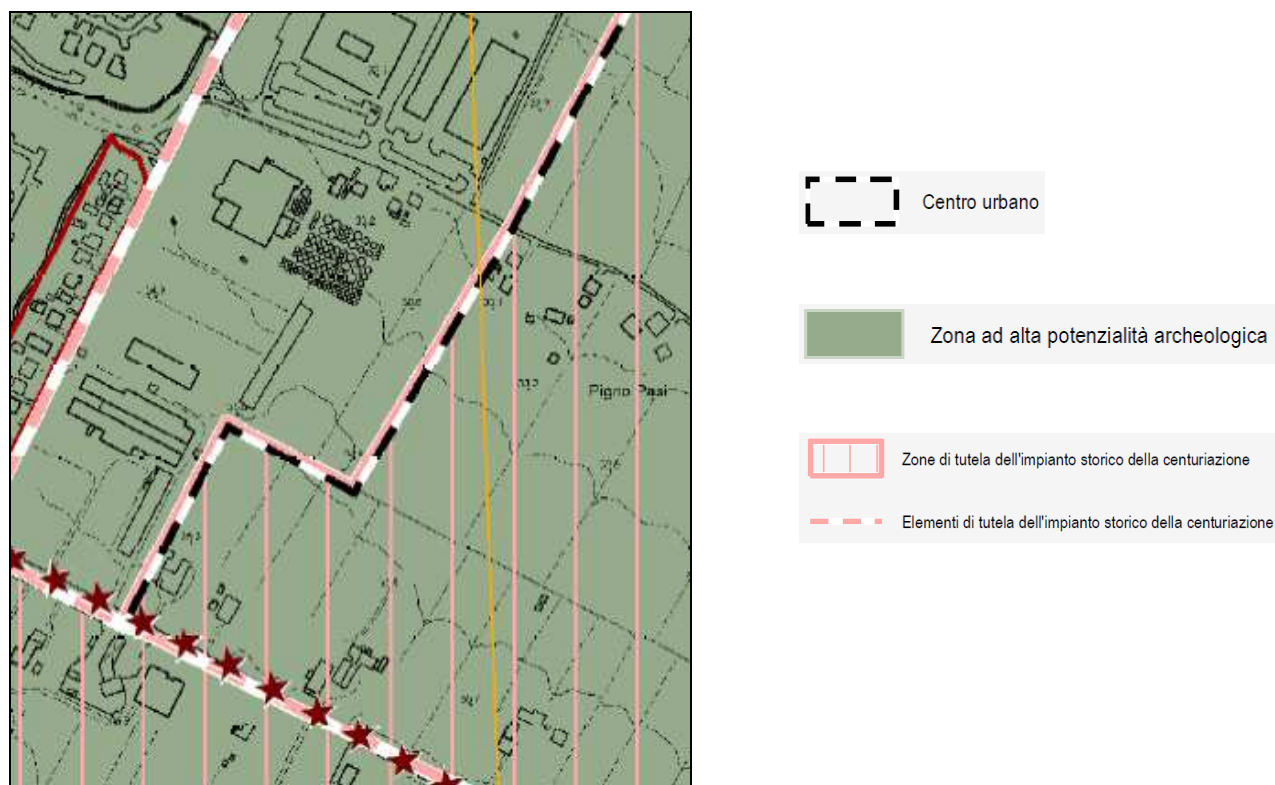 Centro urbano
Zona ad alta potenzialità archeologica
Pigno Pasi
Zone di tutela dell'impianto storico della centuriazione
Elementi di tutela dell'impianto storico della centuriazione